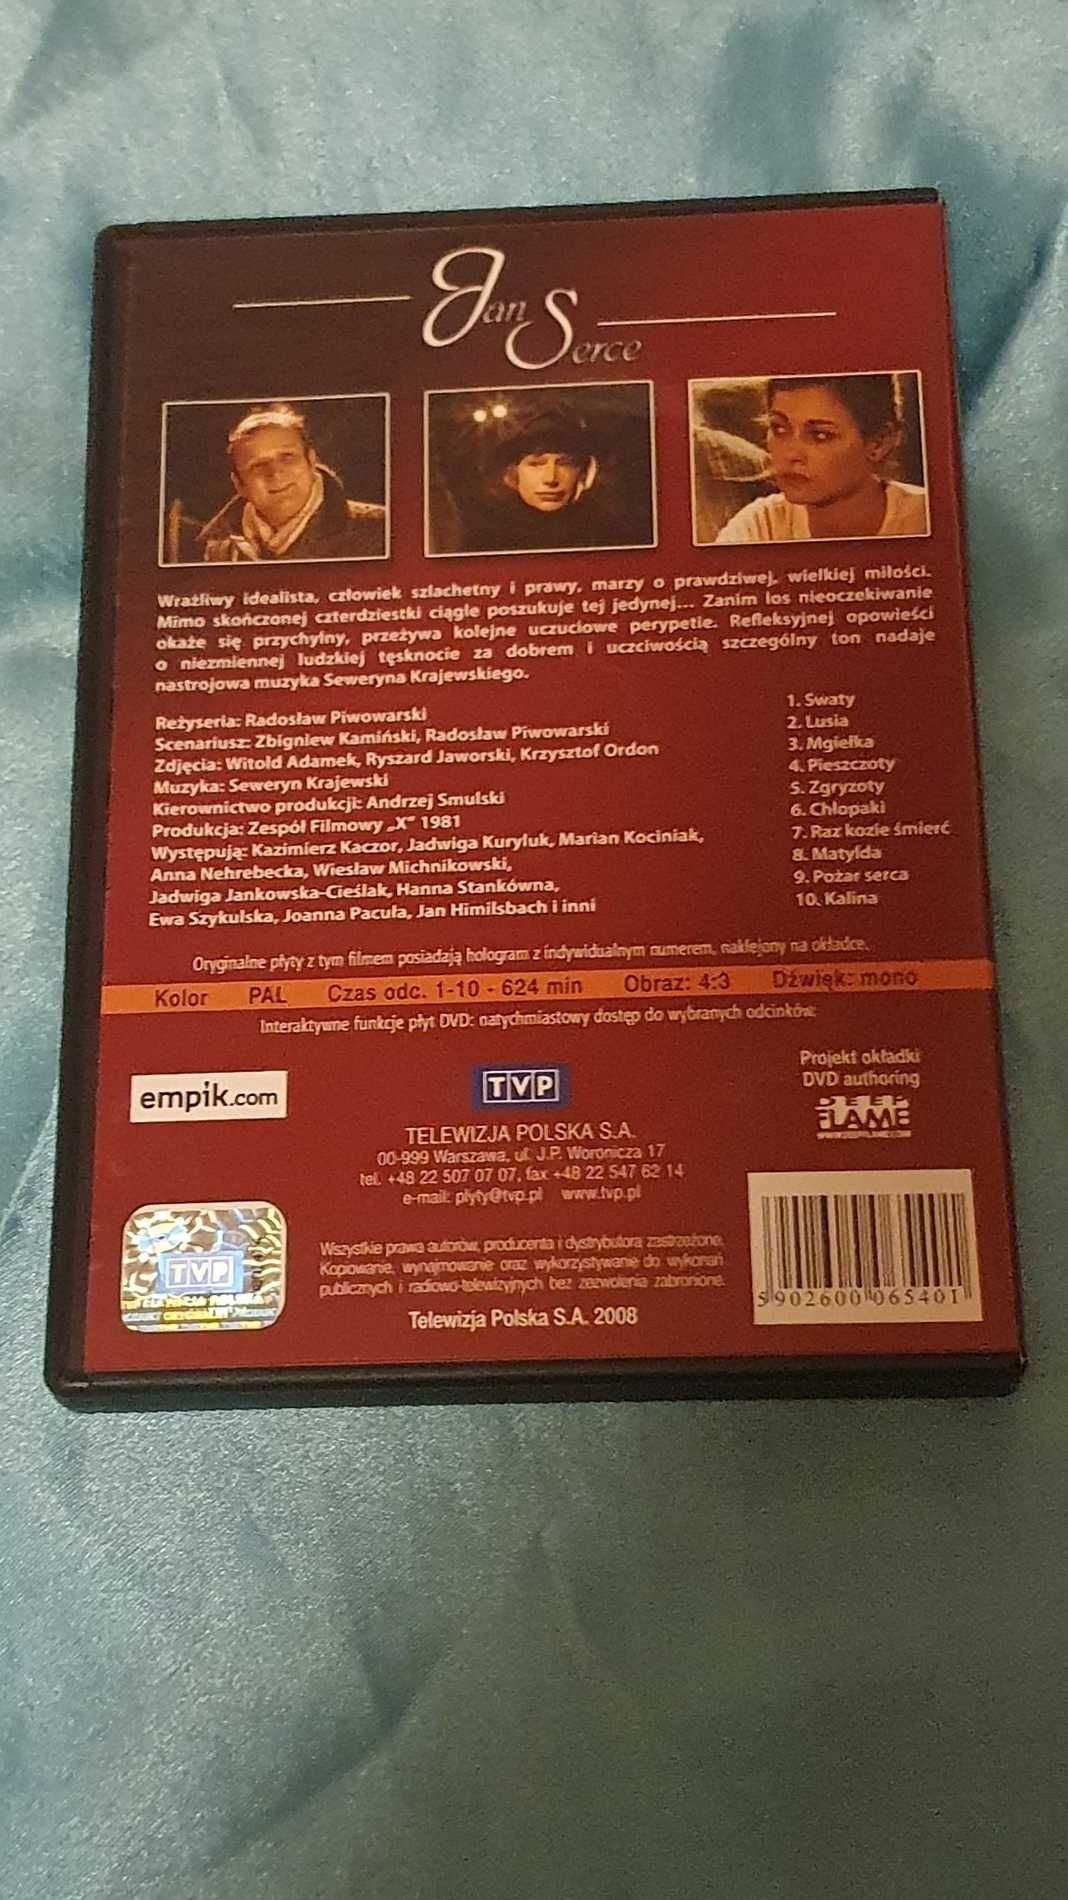 Jan Serce
Wrażliwy idealista, człowiek szlachetny i prawy, marzy o prawdziwej, wielkiej miłości.
Mimo skończonej czterdziestki ciągle poszukuje tej jedynej... Zanim los nieoczekiwanie
okaże się przychylny, przeżywa kolejne uczuciowe perypetie. Refleksyjnej opowieści
o niezmiennej ludzkiej tęsknocie za dobrem i uczciwością szczególny ton nadaje
nastrojowa muzyka Seweryna Krajewskiego.
Reżyseria: Radosław Piwowarski
Scenariusz: Zbigniew Kamiński, Radosław Piwowarski
Zdjęcia: Witold Adamek, Ryszard Jaworski, Krzysztof Ordon
Muzyka: Seweryn Krajewski
Kierownictwo produkcji: Andrzej Smulski
Produkcja: Zespół Filmowy „X” 1981
Występują: Kazimierz Kaczor, Jadwiga Kuryluk, Marian Kociniak,
Anna Nehrebecka, Wiesław Michnikowski,
Jadwiga Jankowska-Cieślak, Hanna Stankówna,
Ewa Szykulska, Joanna Pacuła, Jan Himilsbach i inni
1. Swaty
2. Lusia
3. Mgiełka
4. Pieszczoty
5. Zgryzoty
6. Chłopaki
7. Raz kozie śmierć
8. Matylda
9. Pożar serca
10. Kalina
Oryginalne płyty z tym filmem posiadają hologram z indywidualnym numerem, naklejony na okładce.
Kolor PAL Czas odc. 1-10 - 624 min Obraz: 4:3 Dźwięk: mono
Interaktywne funkcje płyt DVD: natychmiastowy dostęp do wybranych odcinków.
empik.com
TVP
TELEWIZJA POLSKA S.A.
00-999 Warszawa, ul. J.P. Woronicza 17
tel. +48 22 507 07 07, fax +48 22 547 62 14
e-mail: plyty@tvp.pl www.tvp.pl
Projekt okładki
DVD authoring
DEEP
FLAME
WWW.DEEPFLAME.COM
TVP
Wszystkie prawa autorów, producenta i dystrybutora zastrzeżone.
Kopiowanie, wynajmowanie oraz wykorzystywanie do wykonań
publicznych i radiowo-telewizyjnych bez zezwolenia zabronione.
Telewizja Polska S.A. 2008
5 902600 065401